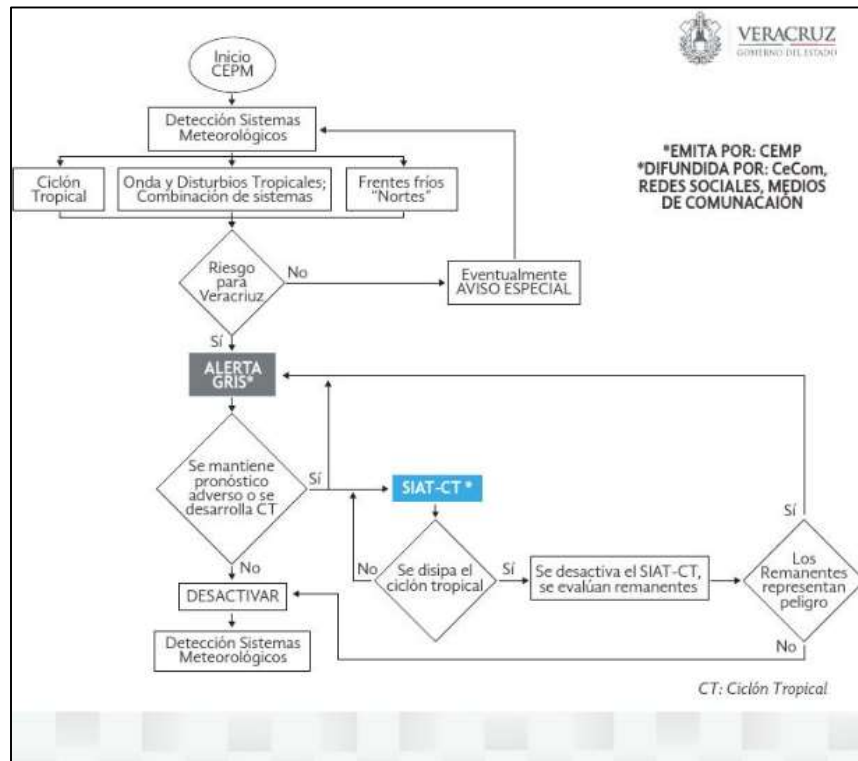 VERACRUZ
GOBIERNO DEL ESTADO
Inicio
CEPM
Detección Sistemas
Meteorológicos
*EMITA POR: CEMP
*DIFUNDIDA POR: CeCom,
REDES SOCIALES, MEDIOS
DE COMUNACAIÓN
Ciclón
Tropical
Onda y Disturbios Tropicales;
Combinación de sistemas
Frentes fríos
"Nortes"
Riesgo
para
Veracriuz
No
Eventualmente
AVISO ESPECIAL
Sí
ALERTA
GRIS*
Se mantiene
pronóstico
adverso o se
desarrolla CT
Sí
SIAT-CT *
No
Se disipa el
ciclón tropical
Sí
Se desactiva el SIAT-CT,
se evalúan remanentes
Sí
Los
Remanentes
representan
peligro
No
No
DESACTIVAR
Detección Sistemas
Meteorológicos
CT: Ciclón Tropical